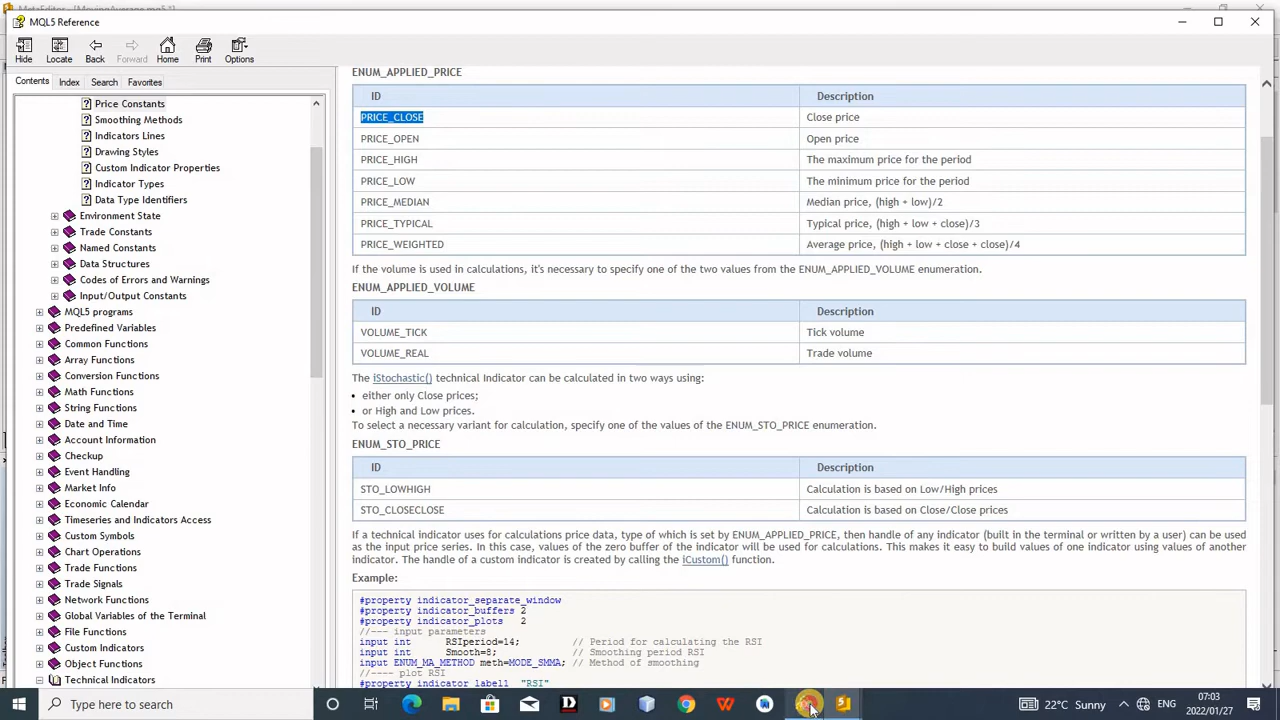 MetaEditor - [MovingAverage.mq5 *]
MQL5 Reference
Hide
Locate
Back
Forward
Home
Print
Options
Contents
Index
Search
Favorites
Price Constants
Smoothing Methods
Indicators Lines
Drawing Styles
Custom Indicator Properties
Indicator Types
Data Type Identifiers
Environment State
Trade Constants
Named Constants
Data Structures
Codes of Errors and Warnings
Input/Output Constants
MQL5 programs
Predefined Variables
Common Functions
Array Functions
Conversion Functions
Math Functions
String Functions
Date and Time
Account Information
Checkup
Event Handling
Market Info
Economic Calendar
Timeseries and Indicators Access
Custom Symbols
Chart Operations
Trade Functions
Trade Signals
Network Functions
Global Variables of the Terminal
File Functions
Custom Indicators
Object Functions
Technical Indicators
ENUM_APPLIED_PRICE
ID Description
PRICE_CLOSE Close price
PRICE_OPEN Open price
PRICE_HIGH The maximum price for the period
PRICE_LOW The minimum price for the period
PRICE_MEDIAN Median price, (high + low)/2
PRICE_TYPICAL Typical price, (high + low + close)/3
PRICE_WEIGHTED Average price, (high + low + close + close)/4
If the volume is used in calculations, it's necessary to specify one of the two values from the ENUM_APPLIED_VOLUME enumeration.
ENUM_APPLIED_VOLUME
ID Description
VOLUME_TICK Tick volume
VOLUME_REAL Trade volume
The iStochastic() technical Indicator can be calculated in two ways using:
• either only Close prices;
• or High and Low prices.
To select a necessary variant for calculation, specify one of the values of the ENUM_STO_PRICE enumeration.
ENUM_STO_PRICE
ID Description
STO_LOWHIGH Calculation is based on Low/High prices
STO_CLOSECLOSE Calculation is based on Close/Close prices
If a technical indicator uses for calculations price data, type of which is set by ENUM_APPLIED_PRICE, then handle of any indicator (built in the terminal or written by a user) can be used
as the input price series. In this case, values of the zero buffer of the indicator will be used for calculations. This makes it easy to build values of one indicator using values of another
indicator. The handle of a custom indicator is created by calling the iCustom() function.
Example:
#property indicator_separate_window
#property indicator_buffers 2
#property indicator_plots 2
//--- input parameters
input int RSIperiod=14; // Period for calculating the RSI
input int Smooth=8; // Smoothing period RSI
input ENUM_MA_METHOD meth=MODE_SMMA; // Method of smoothing
//---- plot RSI
#property indicator_label1 "RSI"
Type here to search
22°C Sunny
ENG
07:03
2022/01/27